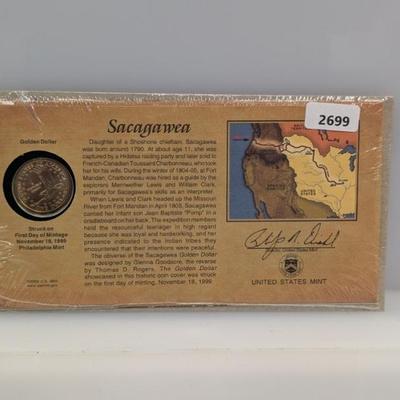 2699
Sacagawea
Golden Dollar
Daughter of a Shoshone chieftain, Sacagawea
was born around 1790. At about age 11, she was
captured by a Hidatsa raiding party and later sold to
French-Canadian Toussaint Charbonneau, who took
her for his wife. During the winter of 1804-05, at Fort
Mandan, Charbonneau was hired as a guide by the
explorers Meriwether Lewis and William Clark,
primarily for Sacagawea's skills as an interpreter.
When Lewis and Clark headed up the Missouri
River from Fort Mandan in April 1805, Sacagawea
carried her infant son Jean Baptiste "Pomp" in a
cradleboard on her back. The expedition members
held the resourceful teenager in high regard
because she was loyal and hardworking, and her
presence indicated to the Indian tribes they
encountered that their intentions were peaceful.
The obverse of the Sacagawea Golden Dollar
was designed by Glenna Goodacre, the reverse
by Thomas D. Rogers. The Golden Dollar
showcased in this historic coin cover was struck
on the first day of minting, November 18, 1999.
Struck on
First Day of Mintage
November 18, 1999
Philadelphia Mint
UNITED STATES MINT